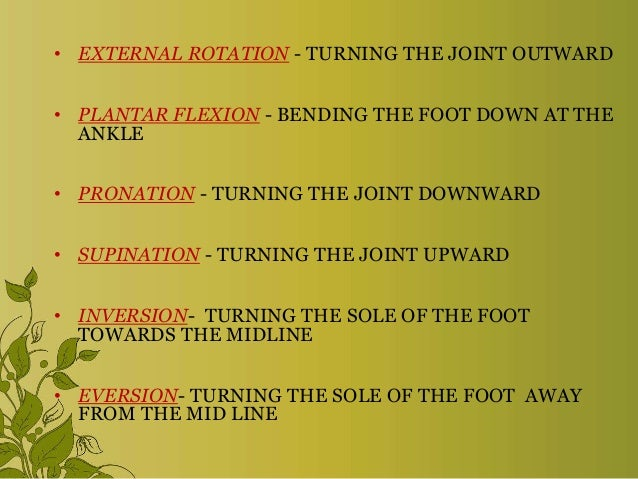 • EXTERNAL ROTATION - TURNING THE JOINT OUTWARD
• PLANTAR FLEXION - BENDING THE FOOT DOWN AT THE
ANKLE
• PRONATION - TURNING THE JOINT DOWNWARD
• SUPINATION - TURNING THE JOINT UPWARD
• INVERSION- TURNING THE SOLE OF THE FOOT
TOWARDS THE MIDLINE
• EVERSION- TURNING THE SOLE OF THE FOOT AWAY
FROM THE MID LINE